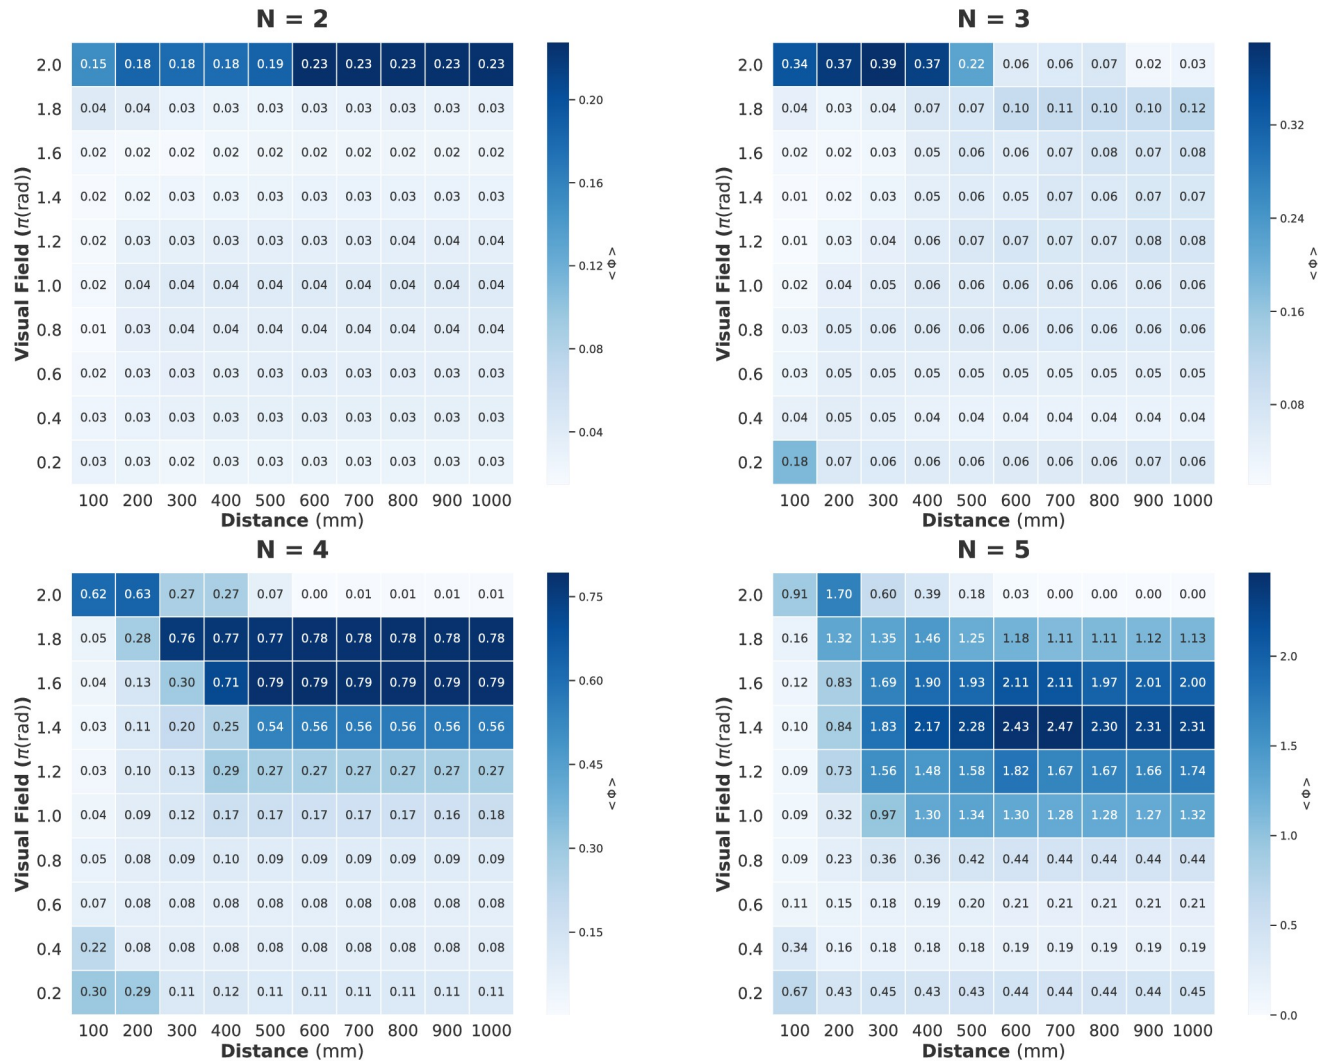 N = 2
2.0 0.15 0.18 0.18 0.18 0.19 0.23 0.23 0.23 0.23 0.23
1.8 0.04 0.04 0.03 0.03 0.03 0.03 0.03 0.03 0.03 0.03
1.6 0.02 0.02 0.02 0.02 0.02 0.02 0.02 0.02 0.02 0.02
1.4 0.02 0.02 0.03 0.03 0.03 0.03 0.03 0.03 0.03 0.03
1.2 0.02 0.03 0.03 0.03 0.03 0.03 0.03 0.04 0.04 0.04
1.0 0.02 0.04 0.04 0.04 0.04 0.04 0.04 0.04 0.04 0.04
0.8 0.01 0.03 0.04 0.04 0.04 0.04 0.04 0.04 0.04 0.04
0.6 0.02 0.03 0.03 0.03 0.03 0.03 0.03 0.03 0.03 0.03
0.4 0.03 0.03 0.03 0.03 0.03 0.03 0.03 0.03 0.03 0.03
0.2 0.03 0.03 0.02 0.03 0.03 0.03 0.03 0.03 0.03 0.03
100 200 300 400 500 600 700 800 900 1000
Distance (mm)
Visual Field (π(rad))
0.20
0.16
0.12
0.08
0.04
<Φ>
N = 3
2.0 0.34 0.37 0.39 0.37 0.22 0.06 0.06 0.07 0.02 0.03
1.8 0.04 0.03 0.04 0.07 0.07 0.10 0.11 0.10 0.10 0.12
1.6 0.02 0.02 0.03 0.05 0.06 0.06 0.07 0.08 0.07 0.08
1.4 0.01 0.02 0.03 0.05 0.06 0.05 0.07 0.06 0.07 0.07
1.2 0.01 0.03 0.04 0.06 0.07 0.07 0.07 0.07 0.08 0.08
1.0 0.02 0.04 0.05 0.06 0.06 0.06 0.06 0.06 0.06 0.06
0.8 0.03 0.05 0.06 0.06 0.06 0.06 0.06 0.06 0.06 0.06
0.6 0.03 0.05 0.05 0.05 0.05 0.05 0.05 0.05 0.05 0.05
0.4 0.04 0.05 0.05 0.04 0.04 0.04 0.04 0.04 0.04 0.04
0.2 0.18 0.07 0.06 0.06 0.06 0.06 0.06 0.06 0.07 0.06
100 200 300 400 500 600 700 800 900 1000
Distance (mm)
Visual Field (π(rad))
0.32
0.24
0.16
0.08
<Φ>
N = 4
2.0 0.62 0.63 0.27 0.27 0.07 0.00 0.01 0.01 0.01 0.01
1.8 0.05 0.28 0.76 0.77 0.77 0.78 0.78 0.78 0.78 0.78
1.6 0.04 0.13 0.30 0.71 0.79 0.79 0.79 0.79 0.79 0.79
1.4 0.03 0.11 0.20 0.25 0.54 0.56 0.56 0.56 0.56 0.56
1.2 0.03 0.10 0.13 0.29 0.27 0.27 0.27 0.27 0.27 0.27
1.0 0.04 0.09 0.12 0.17 0.17 0.17 0.17 0.17 0.16 0.18
0.8 0.05 0.08 0.09 0.10 0.09 0.09 0.09 0.09 0.09 0.09
0.6 0.07 0.08 0.08 0.08 0.08 0.08 0.08 0.08 0.08 0.08
0.4 0.22 0.08 0.08 0.08 0.08 0.08 0.08 0.08 0.08 0.08
0.2 0.30 0.29 0.11 0.12 0.11 0.11 0.11 0.11 0.11 0.11
100 200 300 400 500 600 700 800 900 1000
Distance (mm)
Visual Field (π(rad))
0.75
0.60
0.45
0.30
0.15
<Φ>
N = 5
2.0 0.91 1.70 0.60 0.39 0.18 0.03 0.00 0.00 0.00 0.00
1.8 0.16 1.32 1.35 1.46 1.25 1.18 1.11 1.11 1.12 1.13
1.6 0.12 0.83 1.69 1.90 1.93 2.11 2.11 1.97 2.01 2.00
1.4 0.10 0.84 1.83 2.17 2.28 2.43 2.47 2.30 2.31 2.31
1.2 0.09 0.73 1.56 1.48 1.58 1.82 1.67 1.67 1.66 1.74
1.0 0.09 0.32 0.97 1.30 1.34 1.30 1.28 1.28 1.27 1.32
0.8 0.09 0.23 0.36 0.36 0.42 0.44 0.44 0.44 0.44 0.44
0.6 0.11 0.15 0.18 0.19 0.20 0.21 0.21 0.21 0.21 0.21
0.4 0.34 0.16 0.18 0.18 0.18 0.19 0.19 0.19 0.19 0.19
0.2 0.67 0.43 0.45 0.43 0.43 0.44 0.44 0.44 0.44 0.45
100 200 300 400 500 600 700 800 900 1000
Distance (mm)
Visual Field (π(rad))
2.0
1.5
1.0
0.5
0.0
<Φ>